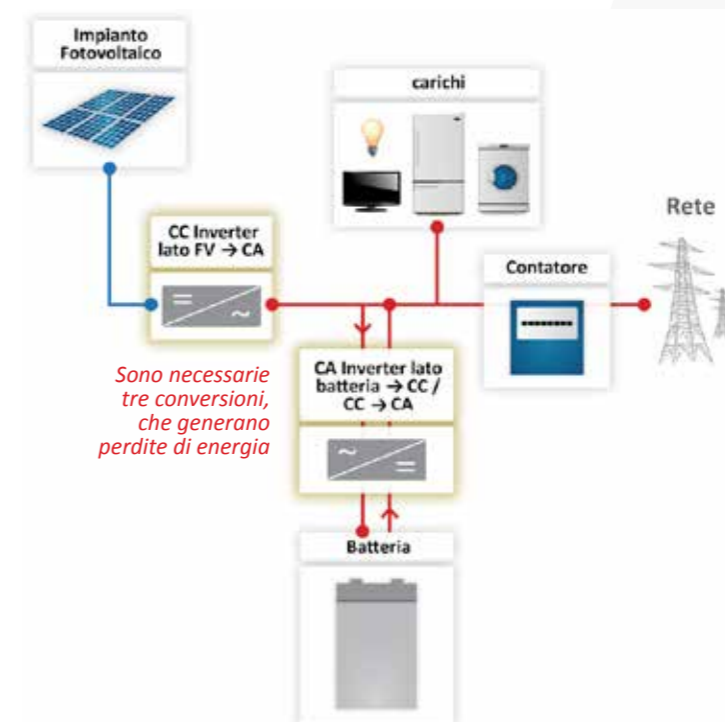 Impianto
Fotovoltaico
carichi
Rete
CC Inverter
lato FV → CA
Contatore
Sono necessarie
tre conversioni,
che generano
perdite di energia
CA Inverter lato
batteria → CC /
CC → CA
Batteria